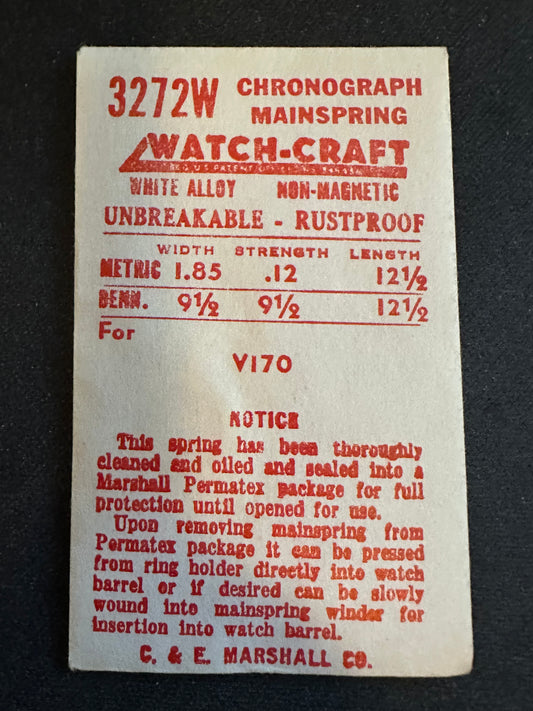 3272W CHRONOGRAPH
MAINSPRING
WATCH-CRAFT
WHITE ALLOY NON-MAGNETIC
UNBREAKABLE - RUSTPROOF
WIDTH STRENGTH LENGTH
METRIC 1.85 .12 12½
DENN. 9½ 9½ 12½
For
V170
NOTICE
This spring has been thoroughly
cleaned and oiled and sealed into a
Marshall Permatex package for full
protection until opened for use.
Upon removing mainspring from
Permatex package it can be pressed
from ring holder directly into watch
barrel or if desired can be slowly
wound into mainspring winder for
insertion into watch barrel.
C. & E. MARSHALL CO.